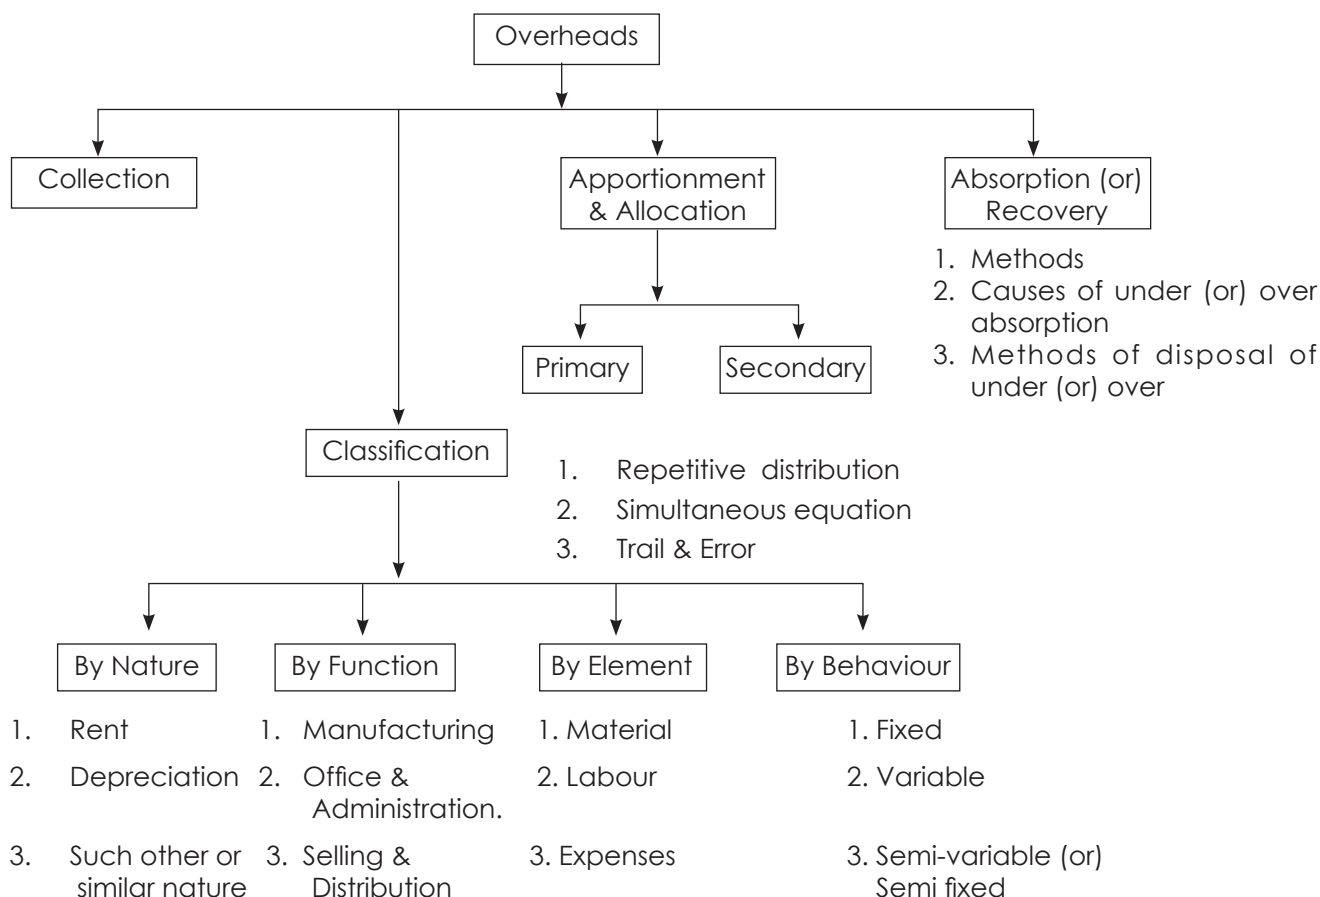 Overheads
Collection
Apportionment
& Allocation
Absorption (or)
Recovery
1. Methods
2. Causes of under (or) over
absorption
3. Methods of disposal of
under (or) over
Primary
Secondary
Classification
1. Repetitive distribution
2. Simultaneous equation
3. Trail & Error
By Nature
By Function
By Element
By Behaviour
1. Rent
2. Depreciation
3. Such other or
similar nature
1. Manufacturing
2. Office &
Administration.
3. Selling &
Distribution
1. Material
2. Labour
3. Expenses
1. Fixed
2. Variable
3. Semi-variable (or)
Semi fixed